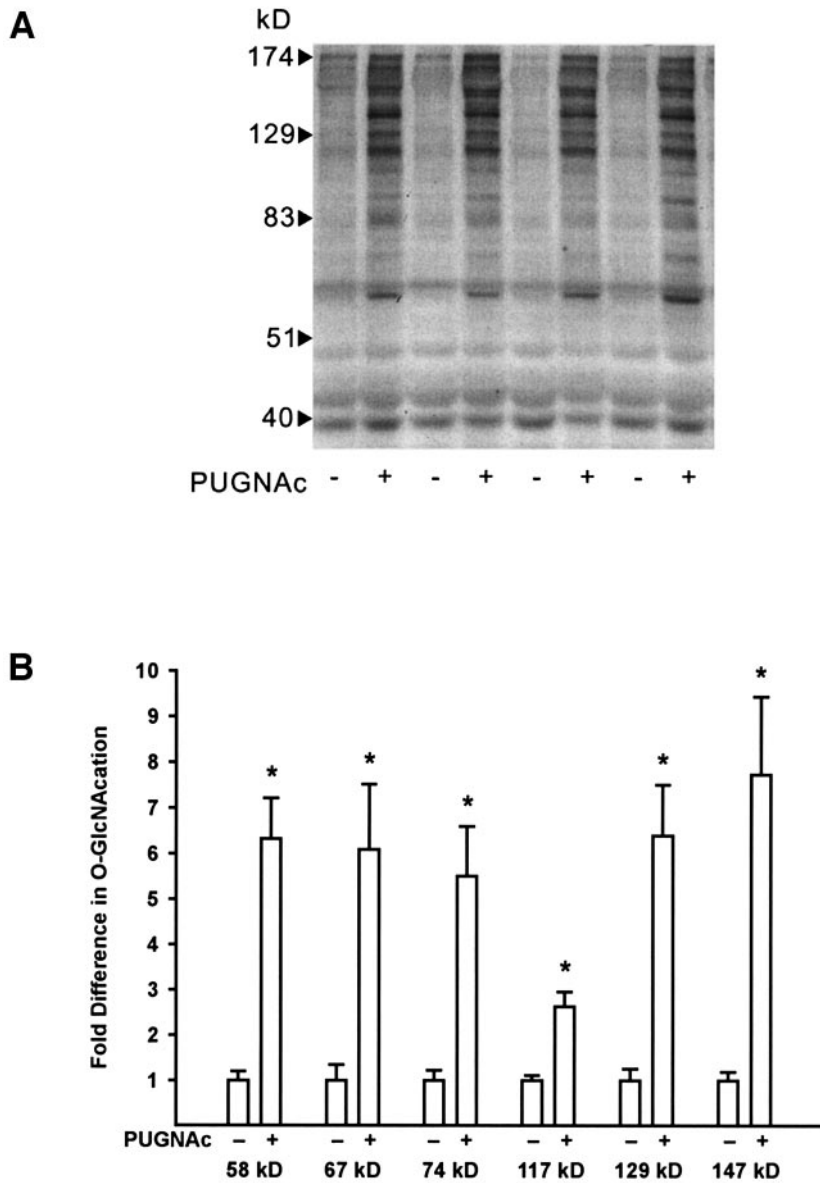 A
kD
174
129
83
51
40
PUGNAc - + - + - + - +
B
Fold Difference in O-GlcNAcation
10
9
8
7
6
5
4
3
2
1
* * * * * *
PUGNAc – + – + – + – + – + – +
58 kD 67 kD 74 kD 117 kD 129 kD 147 kD